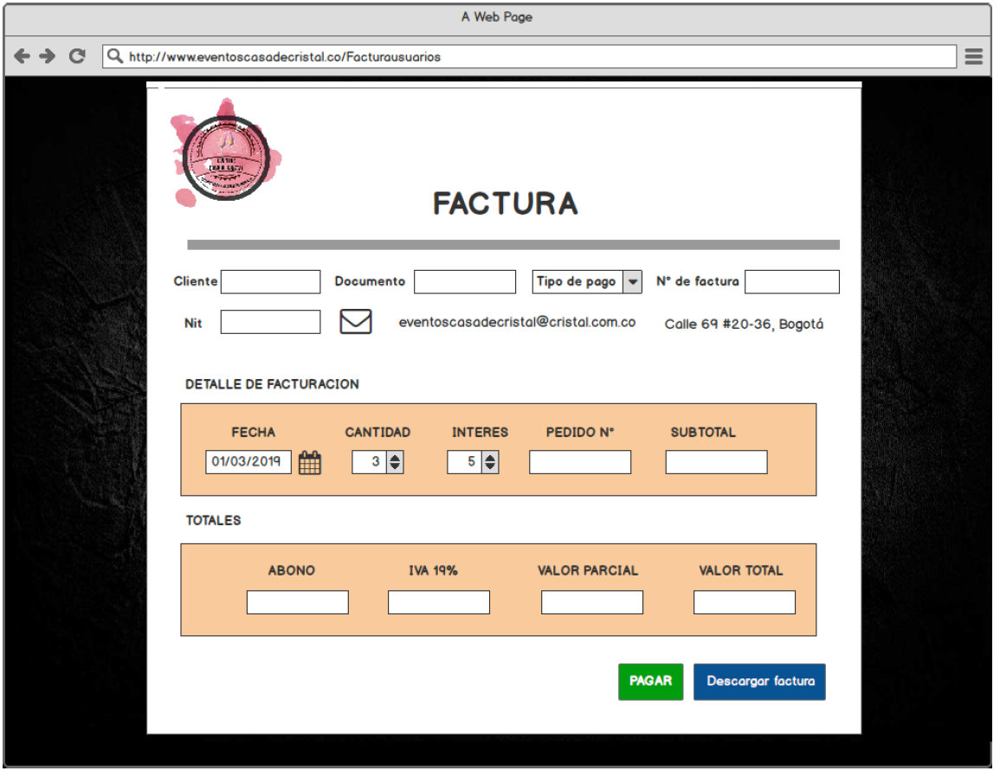 A Web Page
http://www.eventoscasadecristal.co/Facturausuarios
EVENTOS
FACTURA
Cliente Documento Tipo de pago N° de factura
Nit eventoscasadecristal@cristal.com.co Calle 69 #20-36, Bogotá
DETALLE DE FACTURACION
FECHA CANTIDAD INTERES PEDIDO N° SUBTOTAL
01/03/2019 3 5
TOTALES
ABONO IVA 19% VALOR PARCIAL VALOR TOTAL
PAGAR Descargar factura